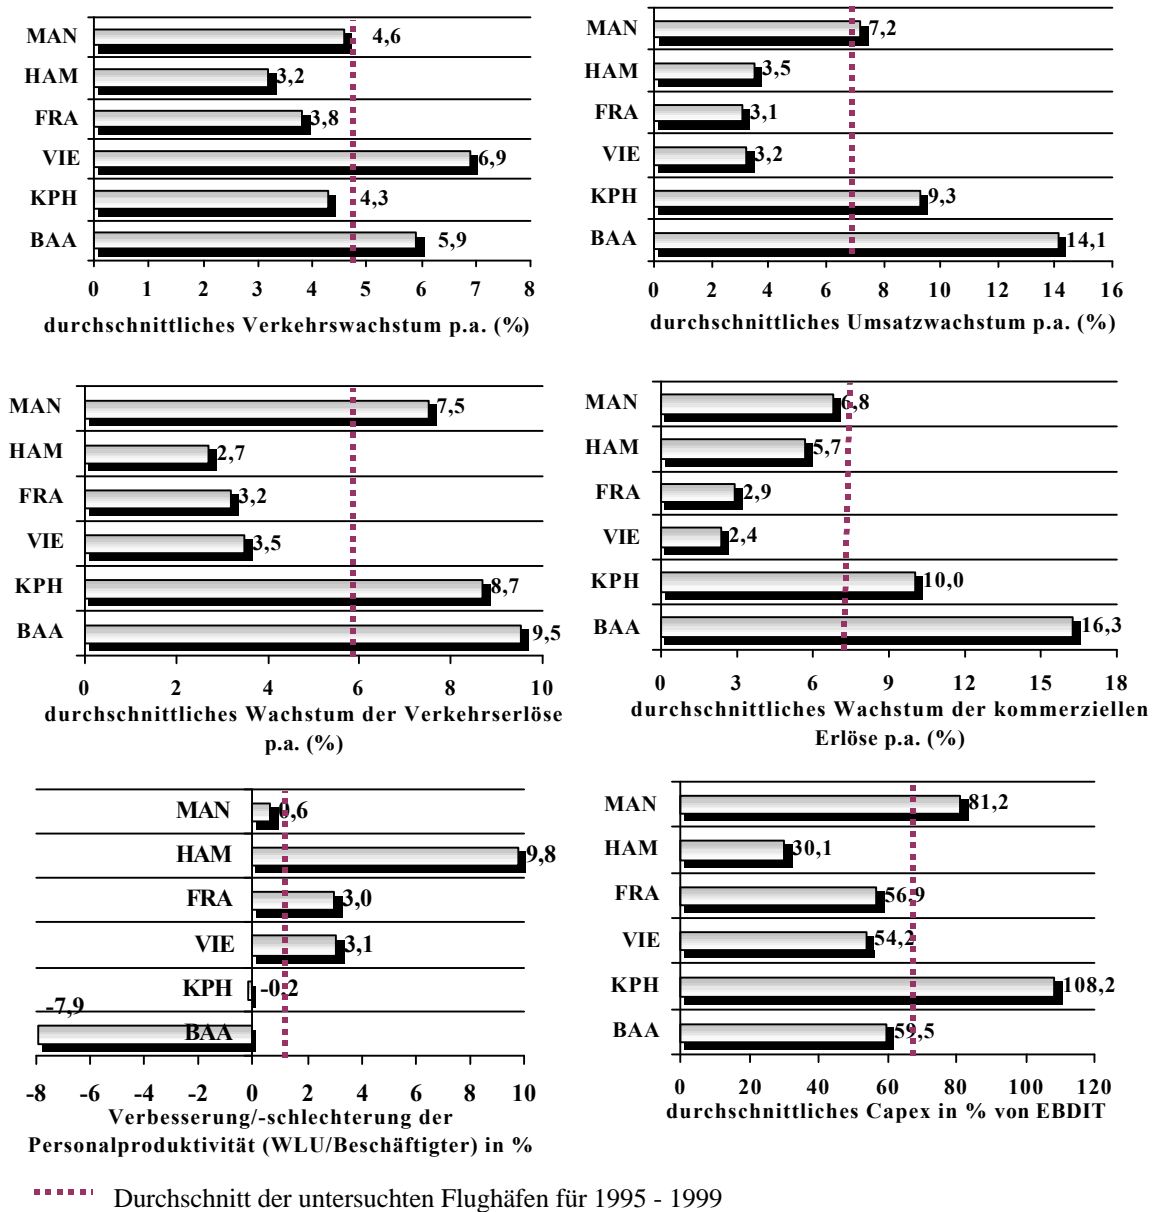 MAN 4,6
HAM 3,2
FRA 3,8
VIE 6,9
KPH 4,3
BAA 5,9
0 1 2 3 4 5 6 7 8
durchschnittliches Verkehrswachstum p.a. (%)
MAN 7,2
HAM 3,5
FRA 3,1
VIE 3,2
KPH 9,3
BAA 14,1
0 2 4 6 8 10 12 14 16
durchschnittliches Umsatzwachstum p.a. (%)
MAN 7,5
HAM 2,7
FRA 3,2
VIE 3,5
KPH 8,7
BAA 9,5
0 2 4 6 8 10
durchschnittliches Wachstum der Verkehrserlöse
p.a. (%)
MAN 6,8
HAM 5,7
FRA 2,9
VIE 2,4
KPH 10,0
BAA 16,3
0 3 6 9 12 15 18
durchschnittliches Wachstum der kommerziellen
Erlöse p.a. (%)
MAN 0,6
HAM 9,8
FRA 3,0
VIE 3,1
KPH -0,2
-7,9
BAA
-8 -6 -4 -2 0 2 4 6 8 10
Verbesserung/-schlechterung der
Personalproduktivität (WLU/Beschäftigter) in %
MAN 81,2
HAM 30,1
FRA 56,9
VIE 54,2
KPH 108,2
BAA 59,5
0 20 40 60 80 100 120
durchschnittliches Capex in % von EBDIT
Durchschnitt der untersuchten Flughäfen für 1995 - 1999